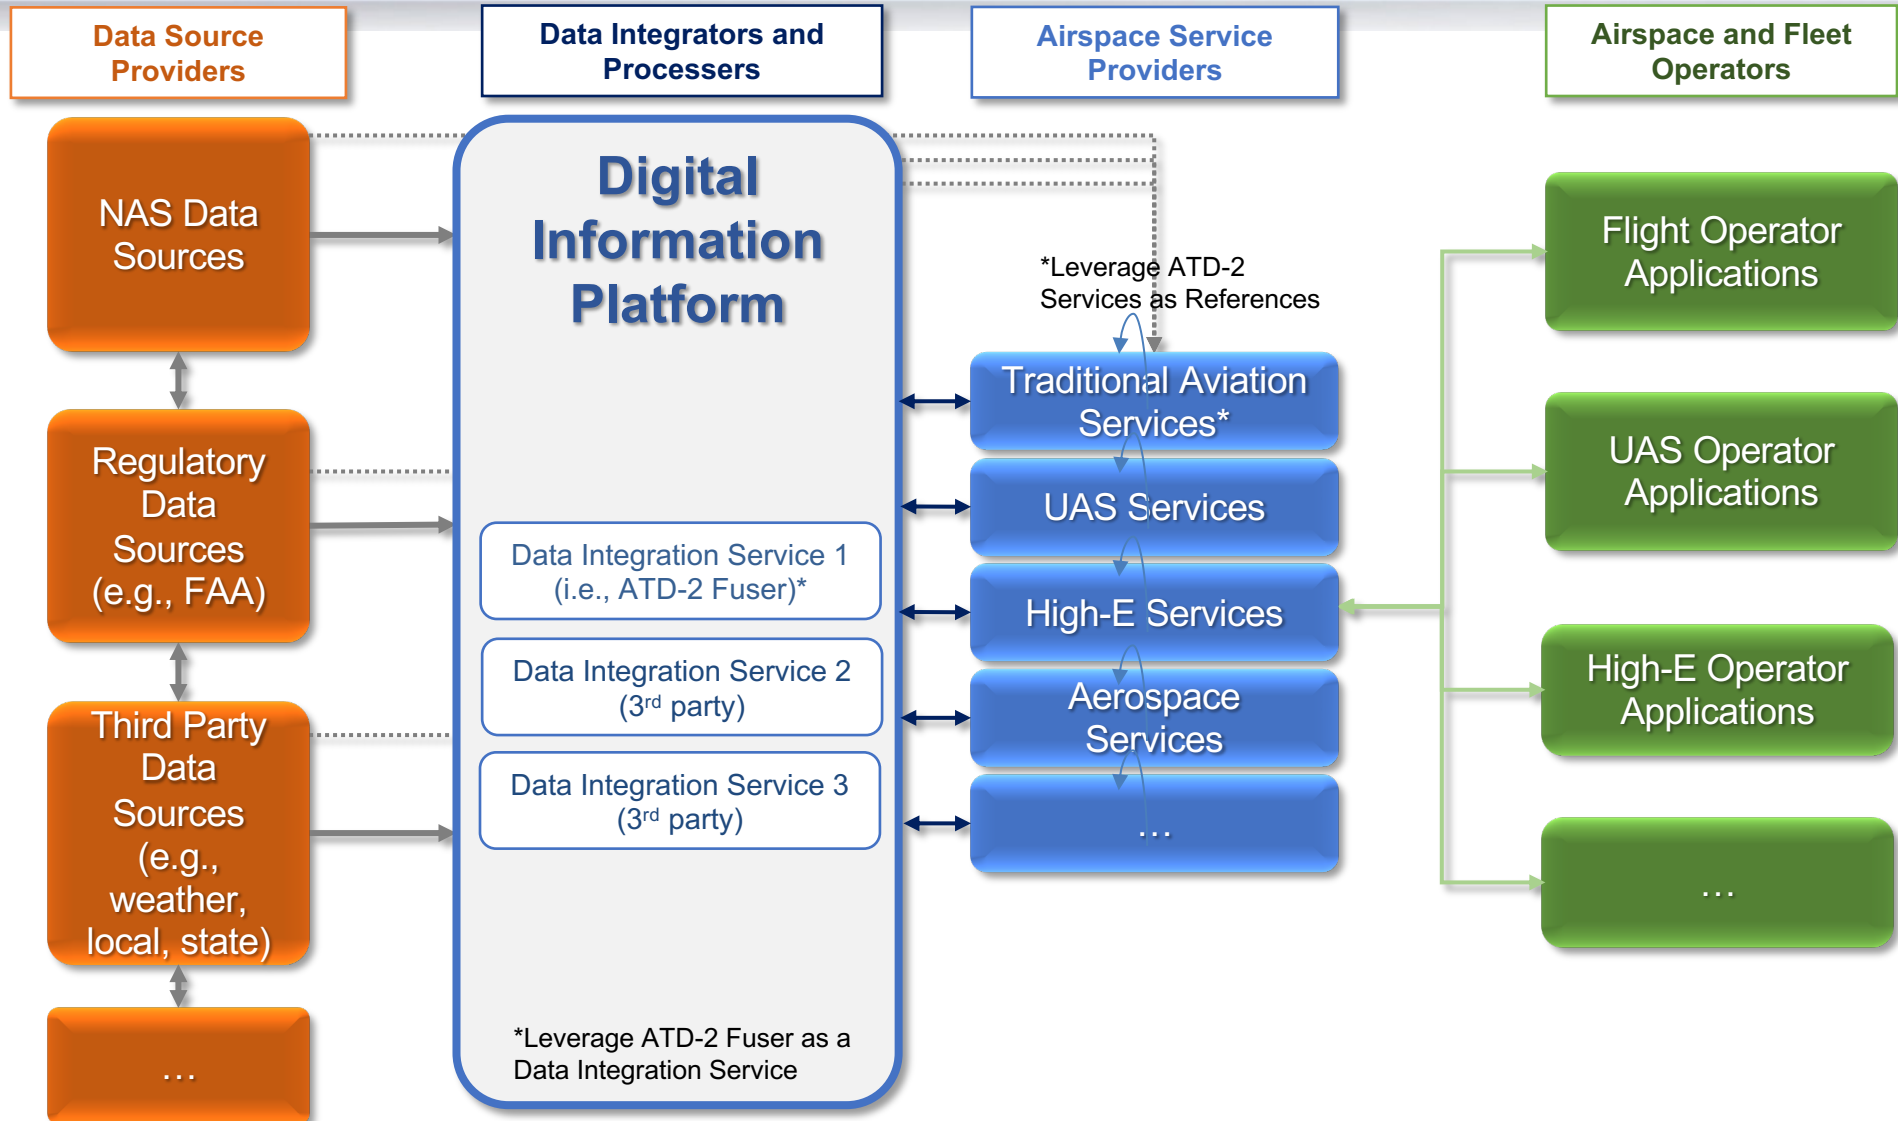 Data Source
Providers
Data Integrators and
Processers
Airspace Service
Providers
Airspace and Fleet
Operators
NAS Data
Sources
Regulatory
Data
Sources
(e.g., FAA)
Third Party
Data
Sources
(e.g.,
weather,
local, state)
...
Digital
Information
Platform
Data Integration Service 1
(i.e., ATD-2 Fuser)*
Data Integration Service 2
(3rd party)
Data Integration Service 3
(3rd party)
*Leverage ATD-2 Fuser as a
Data Integration Service
*Leverage ATD-2
Services as References
Traditional Aviation
Services*
UAS Services
High-E Services
Aerospace
Services
...
Flight Operator
Applications
UAS Operator
Applications
High-E Operator
Applications
...